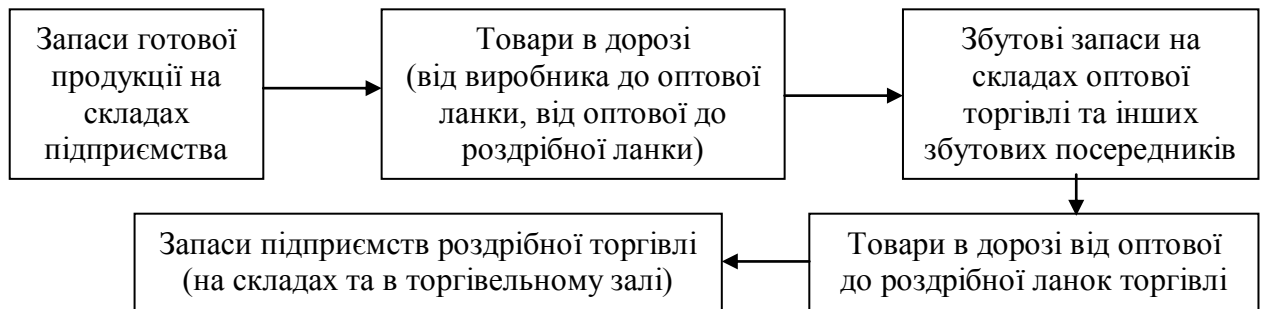 Запаси готової
продукції на
складах
підприємства
Товари в дорозі
(від виробника до оптової
ланки, від оптової до
роздрібної ланки)
Збутові запаси на
складах оптової
торгівлі та інших
збутових посередників
Товари в дорозі від оптової
до роздрібної ланок торгівлі
Запаси підприємств роздрібної торгівлі
(на складах та в торгівельному залі)